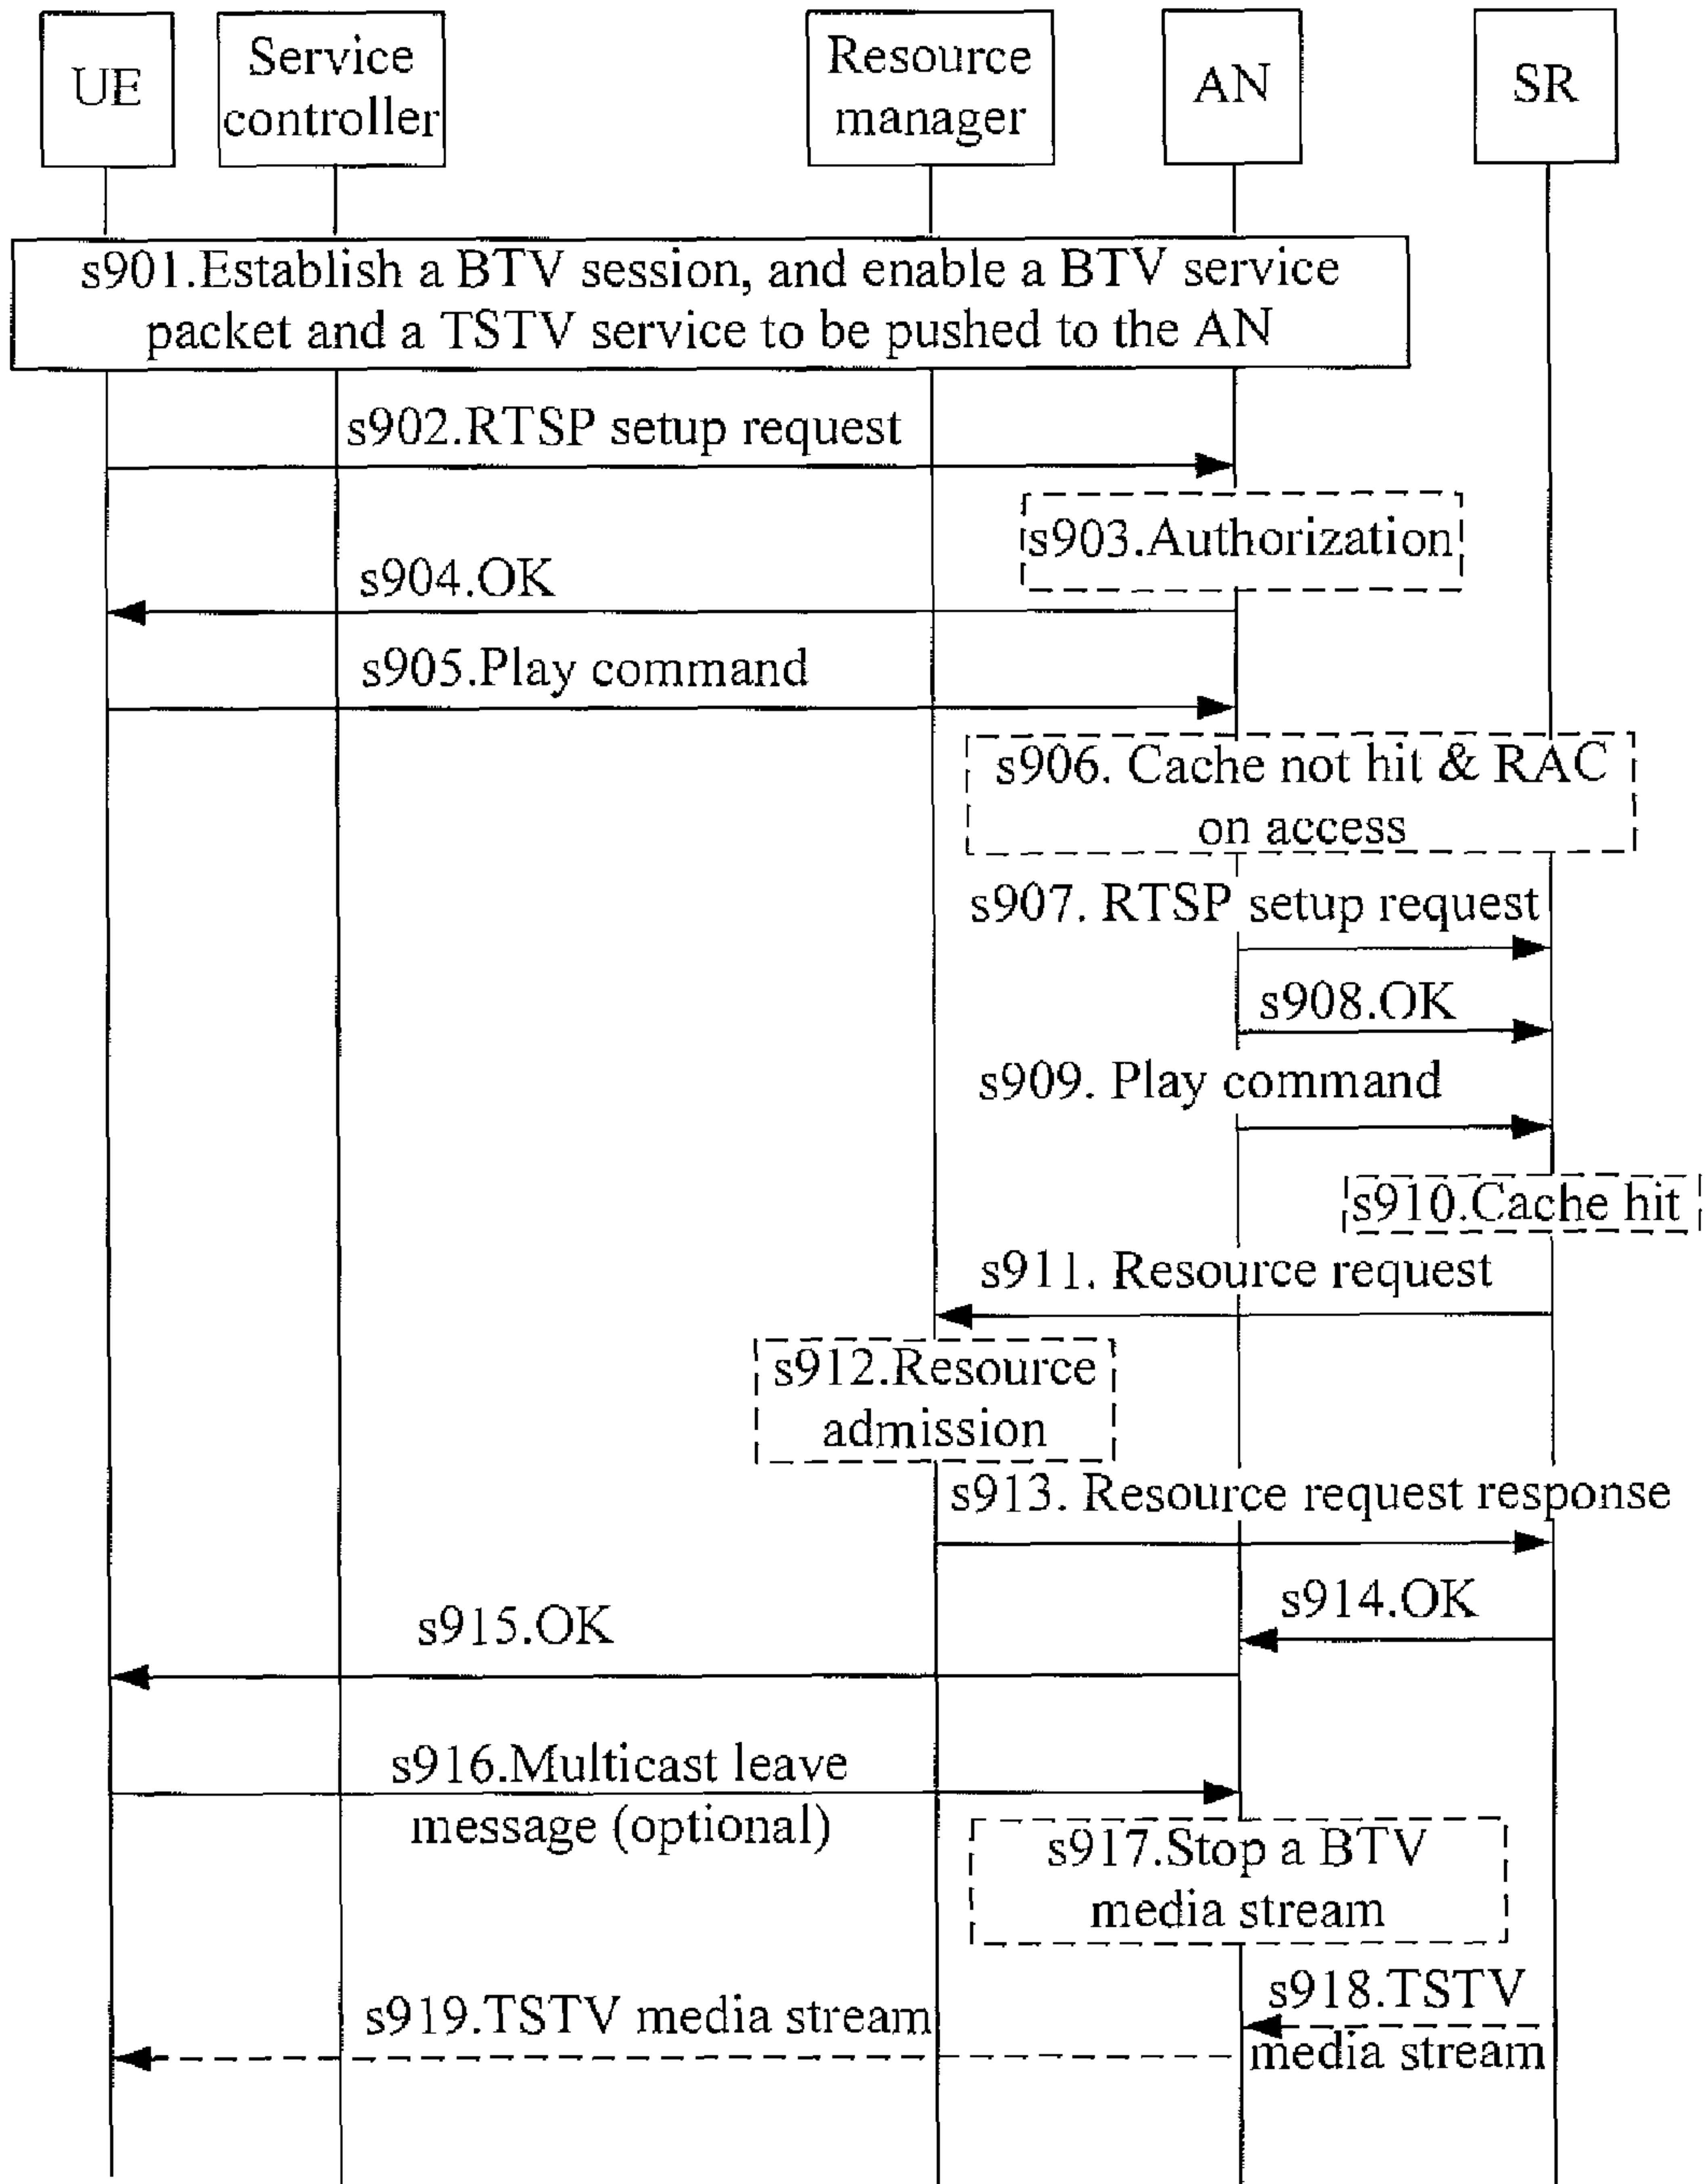 UE
Service
controller
Resource
manager
AN
SR
s901.Establish a BTV session, and enable a BTV service
packet and a TSTV service to be pushed to the AN
s902.RTSP setup request
s903.Authorization
s904.OK
s905.Play command
s906. Cache not hit & RAC
on access
s907. RTSP setup request
s908.OK
s909. Play command
s910.Cache hit
s911. Resource request
s912.Resource
admission
s913. Resource request response
s914.OK
s915.OK
s916.Multicast leave
message (optional)
s917.Stop a BTV
media stream
s918.TSTV
media stream
s919.TSTV media stream